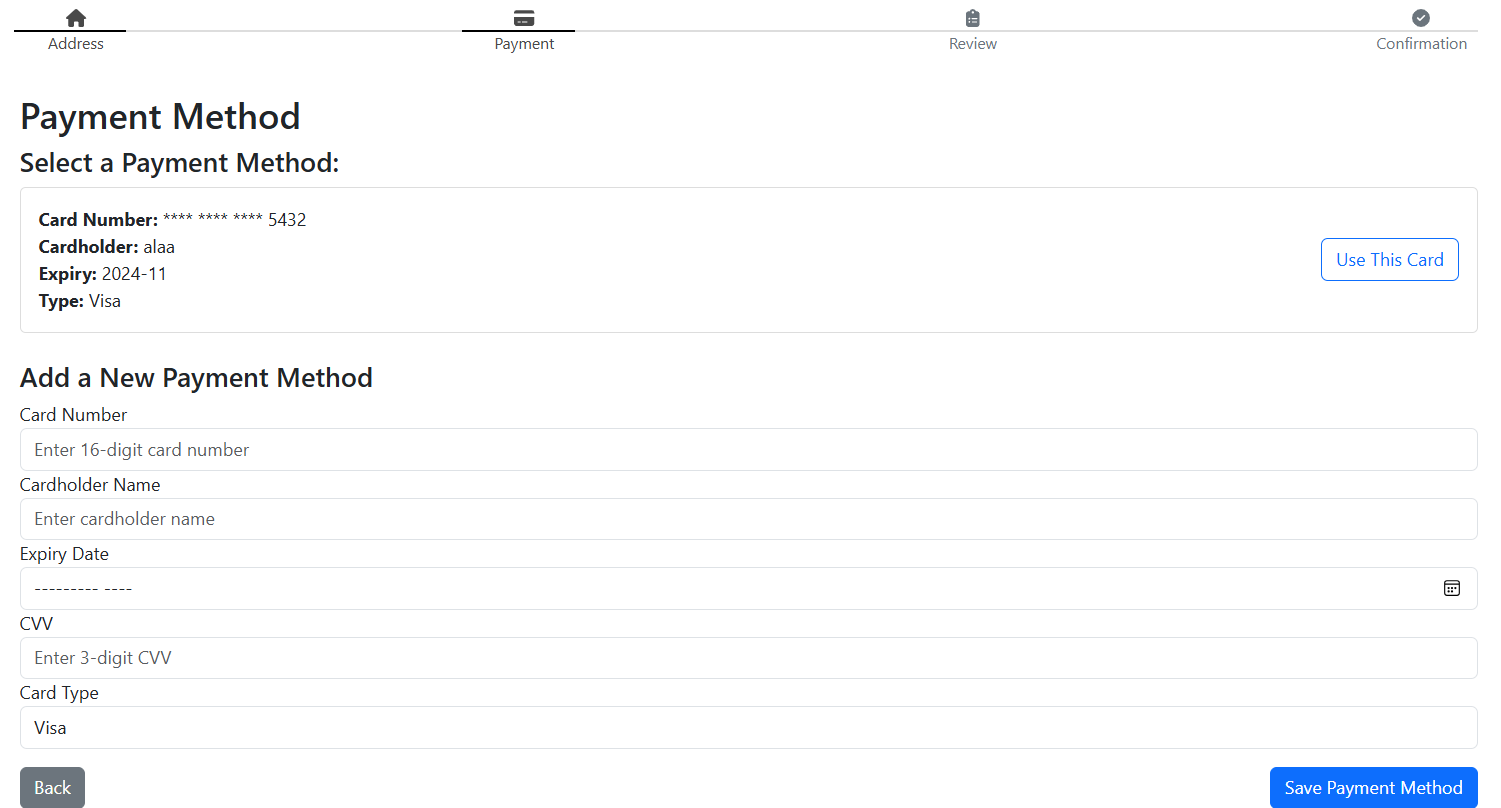 Address Payment Review Confirmation
Payment Method
Select a Payment Method:
Card Number: **** **** **** 5432
Cardholder: alaa
Expiry: 2024-11
Type: Visa
Use This Card
Add a New Payment Method
Card Number
Enter 16-digit card number
Cardholder Name
Enter cardholder name
Expiry Date
--------- ----
CVV
Enter 3-digit CVV
Card Type
Visa
Back Save Payment Method